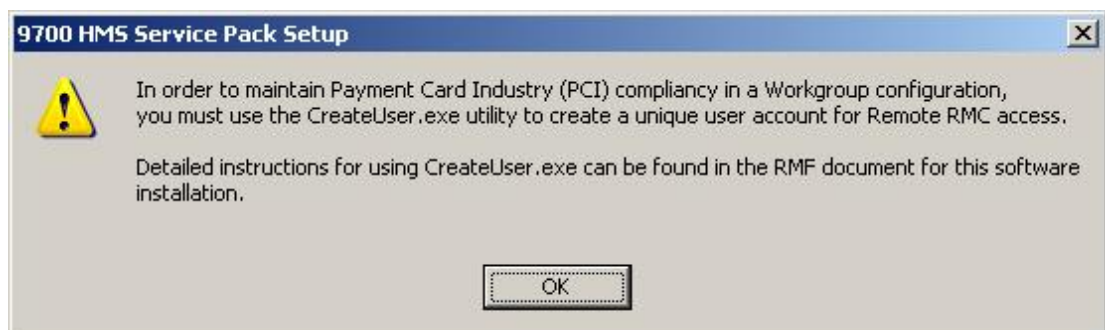 9700 HMS Service Pack Setup
In order to maintain Payment Card Industry (PCI) compliancy in a Workgroup configuration,
you must use the CreateUser.exe utility to create a unique user account for Remote RMC access.
Detailed instructions for using CreateUser.exe can be found in the RMF document for this software
installation.
OK